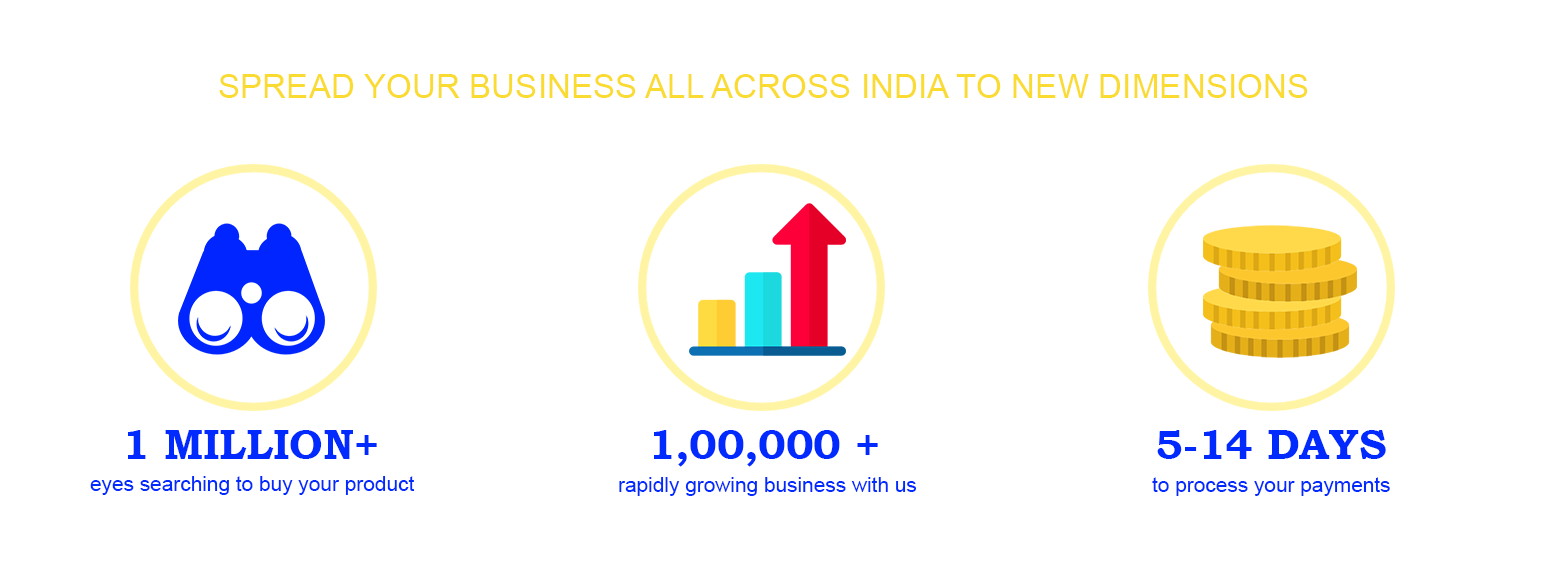 SPREAD YOUR BUSINESS ALL ACROSS INDIA TO NEW DIMENSIONS
1 MILLION+
eyes searching to buy your product
1,00,000 +
rapidly growing business with us
5-14 DAYS
to process your payments